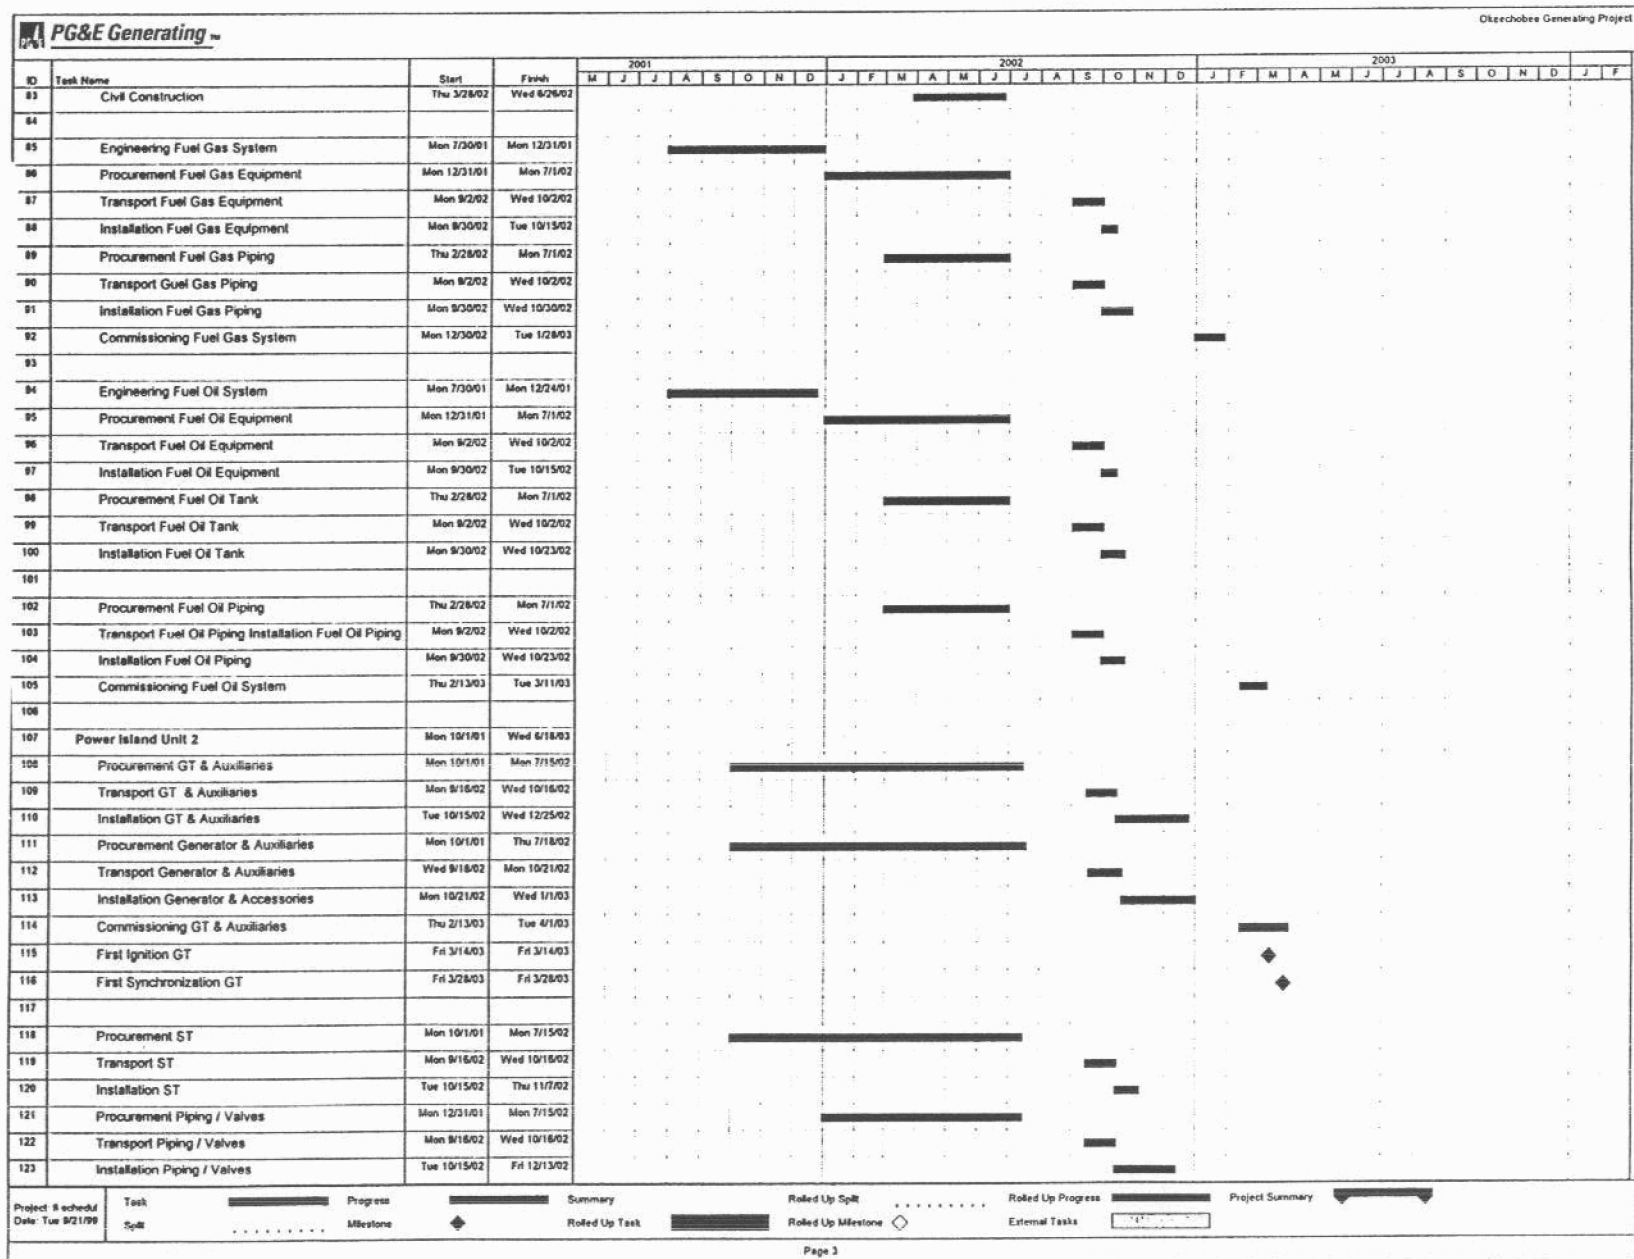 PG&E Generating TM
Okeechobee Generating Project
2001 2002 2003
ID Task Name Start Finish M J J A S O N D J F M A M J J A S O N D J F M A M J J A S O N D J F
83 Civil Construction Thu 3/28/02 Wed 6/26/02
84
85 Engineering Fuel Gas System Mon 7/30/01 Mon 12/31/01
86 Procurement Fuel Gas Equipment Mon 12/31/01 Mon 7/1/02
87 Transport Fuel Gas Equipment Mon 9/2/02 Wed 10/2/02
88 Installation Fuel Gas Equipment Mon 9/30/02 Tue 10/15/02
89 Procurement Fuel Gas Piping Thu 2/28/02 Mon 7/1/02
90 Transport Guel Gas Piping Mon 9/2/02 Wed 10/2/02
91 Installation Fuel Gas Piping Mon 9/30/02 Wed 10/30/02
92 Commissioning Fuel Gas System Mon 12/30/02 Tue 1/28/03
93
94 Engineering Fuel Oil System Mon 7/30/01 Mon 12/24/01
95 Procurement Fuel Oil Equipment Mon 12/31/01 Mon 7/1/02
96 Transport Fuel Oil Equipment Mon 9/2/02 Wed 10/2/02
97 Installation Fuel Oil Equipment Mon 9/30/02 Tue 10/15/02
98 Procurement Fuel Oil Tank Thu 2/28/02 Mon 7/1/02
99 Transport Fuel Oil Tank Mon 9/2/02 Wed 10/2/02
100 Installation Fuel Oil Tank Mon 9/30/02 Wed 10/23/02
101
102 Procurement Fuel Oil Piping Thu 2/28/02 Mon 7/1/02
103 Transport Fuel Oil Piping Installation Fuel Oil Piping Mon 9/2/02 Wed 10/2/02
104 Installation Fuel Oil Piping Mon 9/30/02 Wed 10/23/02
105 Commissioning Fuel Oil System Thu 2/13/03 Tue 3/11/03
106
107 Power Island Unit 2 Mon 10/1/01 Wed 6/18/03
108 Procurement GT & Auxiliaries Mon 10/1/01 Mon 7/15/02
109 Transport GT & Auxiliaries Mon 9/16/02 Wed 10/16/02
110 Installation GT & Auxiliaries Tue 10/15/02 Wed 12/25/02
111 Procurement Generator & Auxiliaries Mon 10/1/01 Thu 7/18/02
112 Transport Generator & Auxiliaries Wed 9/18/02 Mon 10/21/02
113 Installation Generator & Accessories Mon 10/21/02 Wed 1/1/03
114 Commissioning GT & Auxiliaries Thu 2/13/03 Tue 4/1/03
115 First Ignition GT Fri 3/14/03 Fri 3/14/03
116 First Synchronization GT Fri 3/28/03 Fri 3/28/03
117
118 Procurement ST Mon 10/1/01 Mon 7/15/02
119 Transport ST Mon 9/16/02 Wed 10/16/02
120 Installation ST Tue 10/15/02 Thu 11/7/02
121 Procurement Piping / Valves Mon 12/31/01 Mon 7/15/02
122 Transport Piping / Valves Mon 9/16/02 Wed 10/16/02
123 Installation Piping / Valves Tue 10/15/02 Fri 12/13/02
Project: schedul Task Progress Summary Rolled Up Split Rolled Up Progress Project Summary
Date: Tue 9/21/99 Split Milestone Rolled Up Task Rolled Up Milestone External Tasks
Page 3